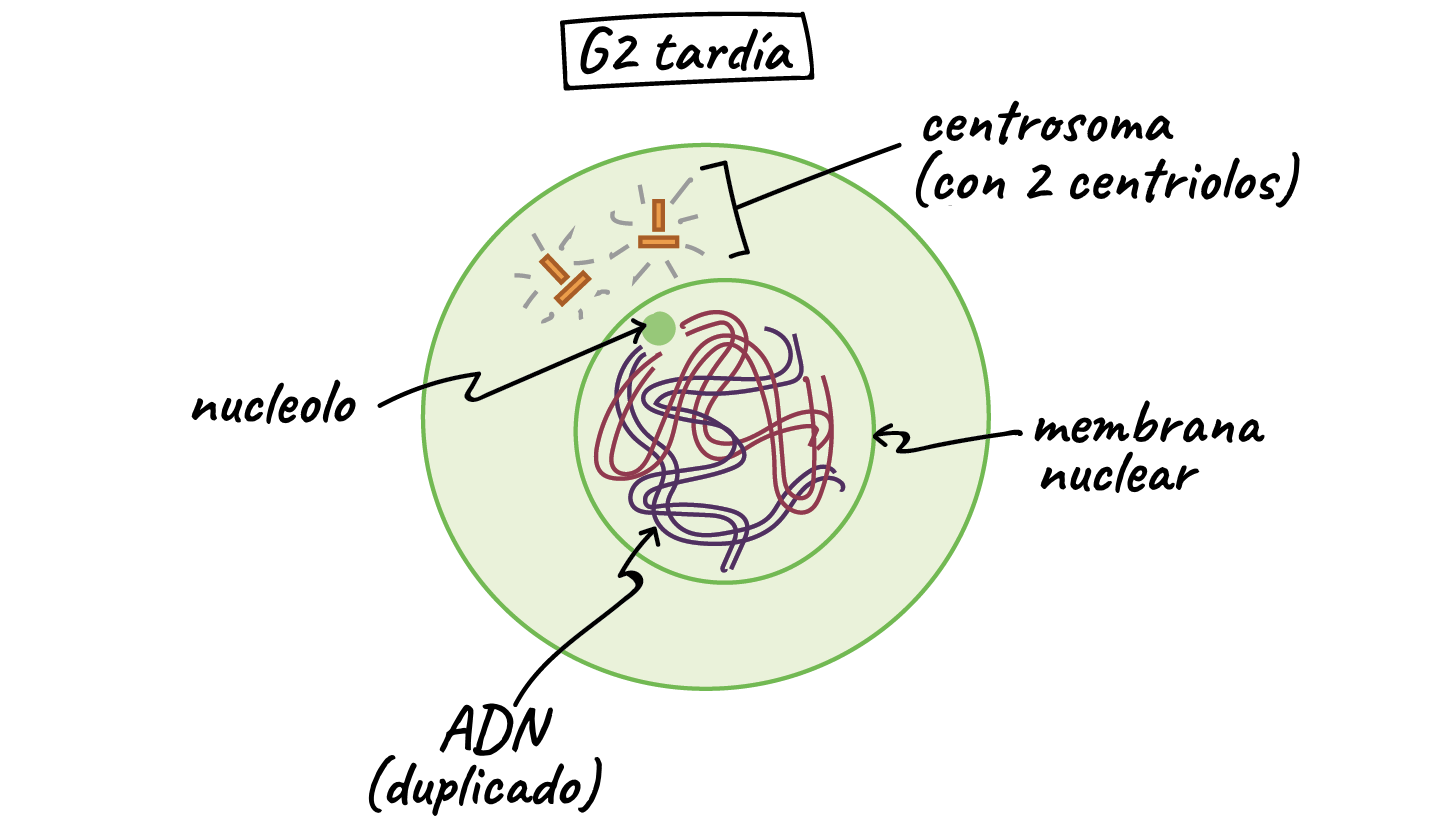 G2 tardía
centrosoma
(con 2 centriolos)
nucleolo
membrana
nuclear
ADN
(duplicado)